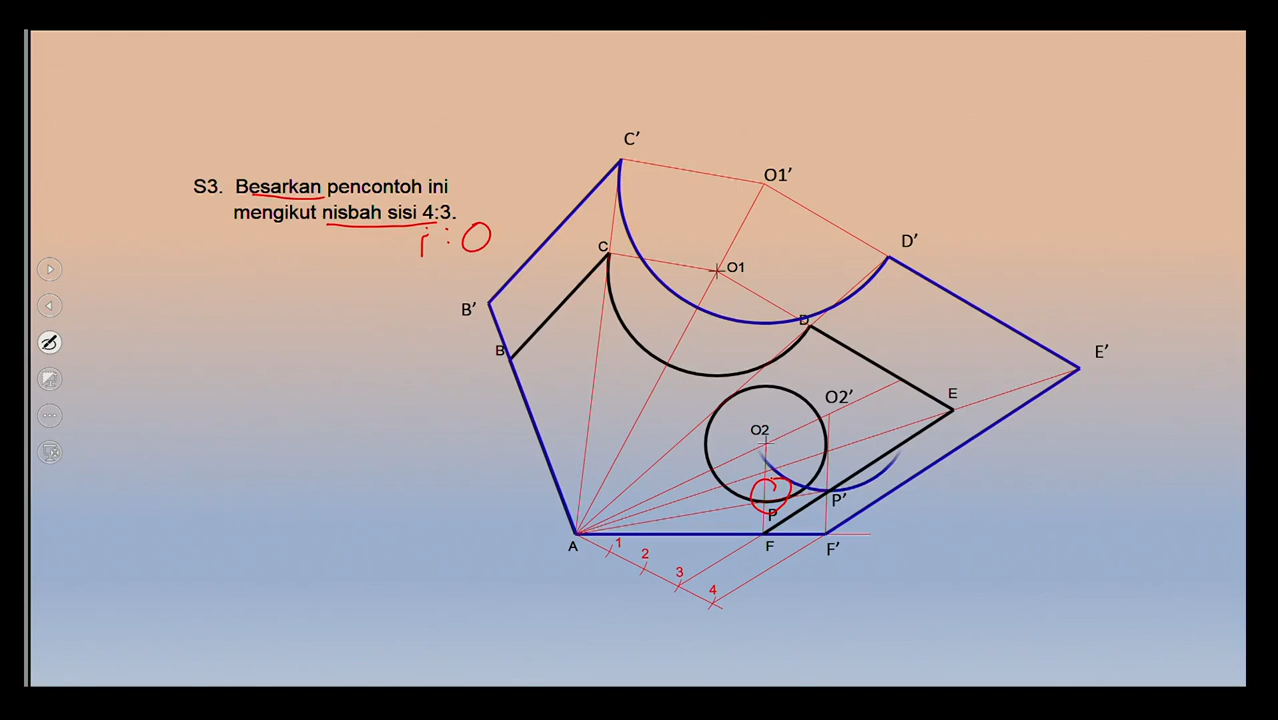 S3. Besarkan pencontoh ini
mengikut nisbah sisi 4:3.
i : O
C'
O1'
D'
C
O1
B'
D
B
E'
E
O2'
O2
P'
P
A
F
F'
1
2
3
4